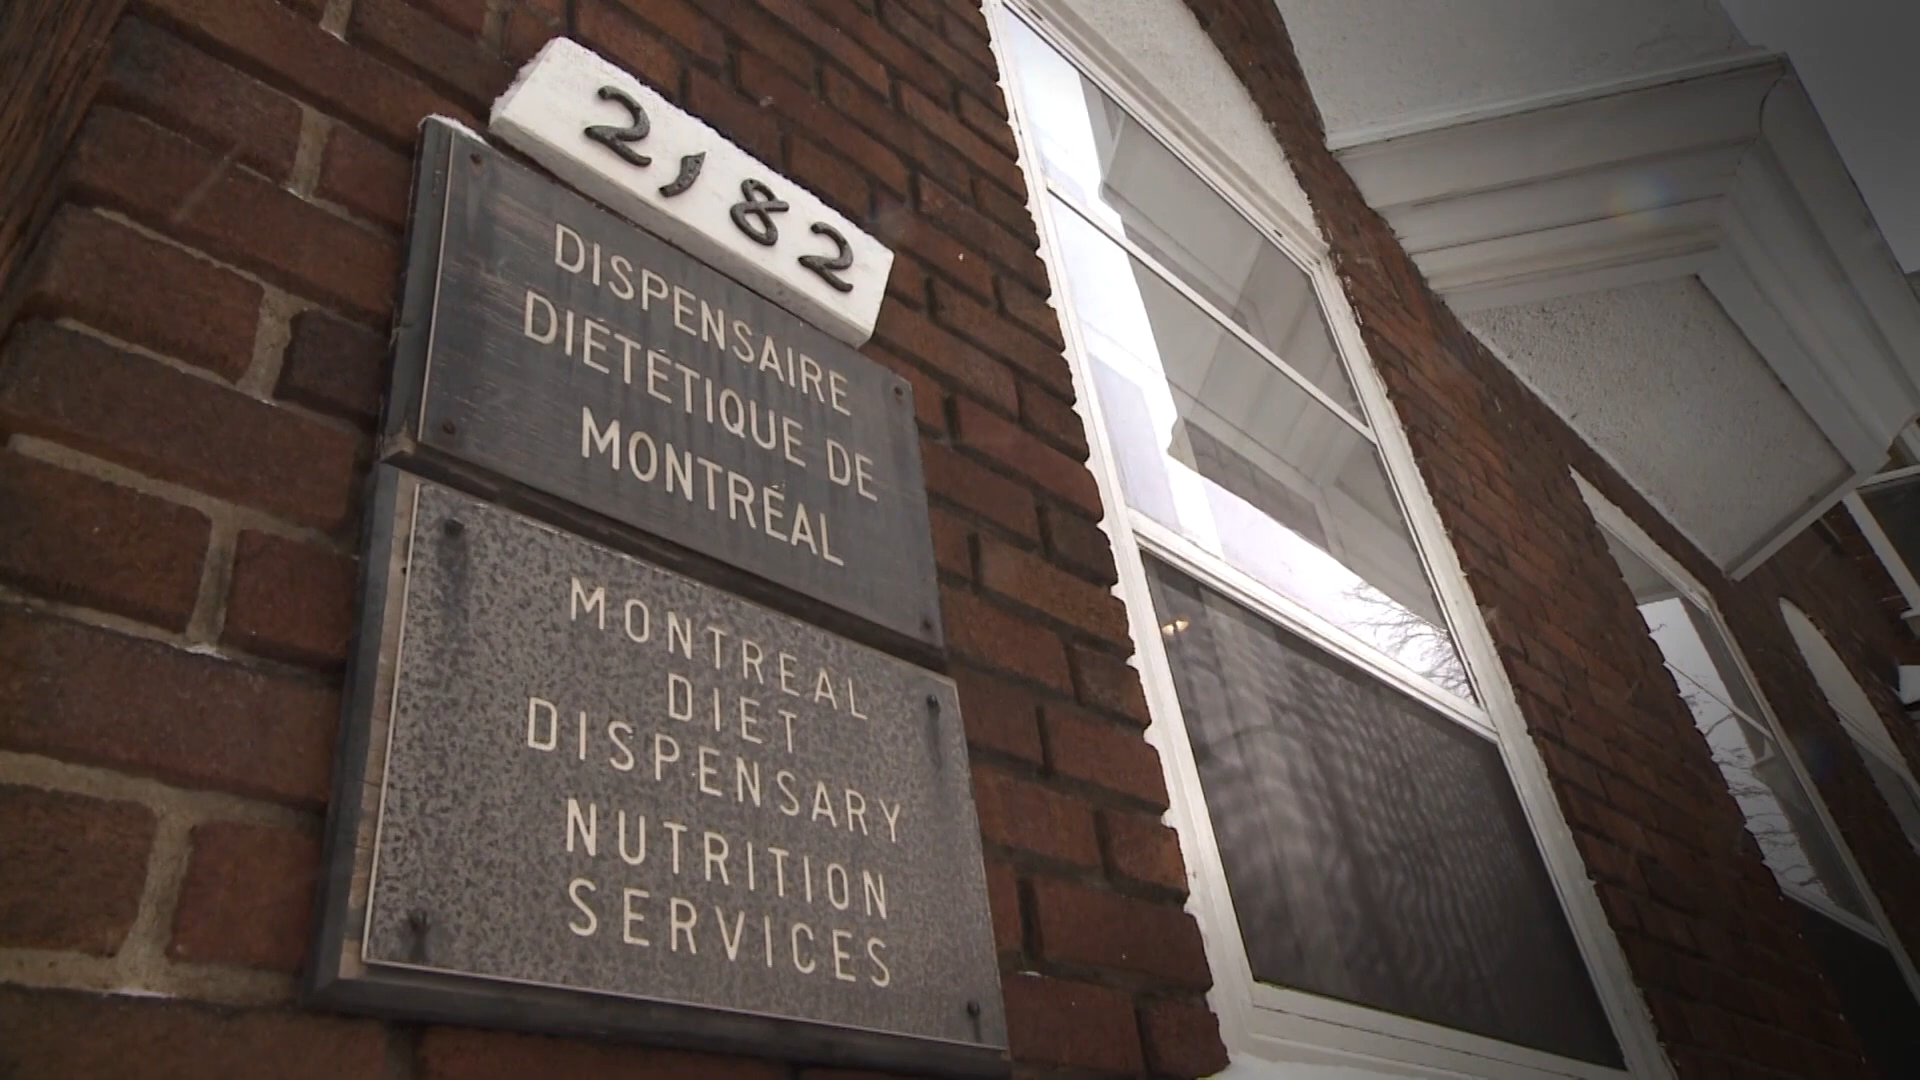 2182
DISPENSAIRE
DIÉTÉTIQUE DE
MONTRÉAL
MONTREAL
DIET
DISPENSARY
NUTRITION
SERVICES